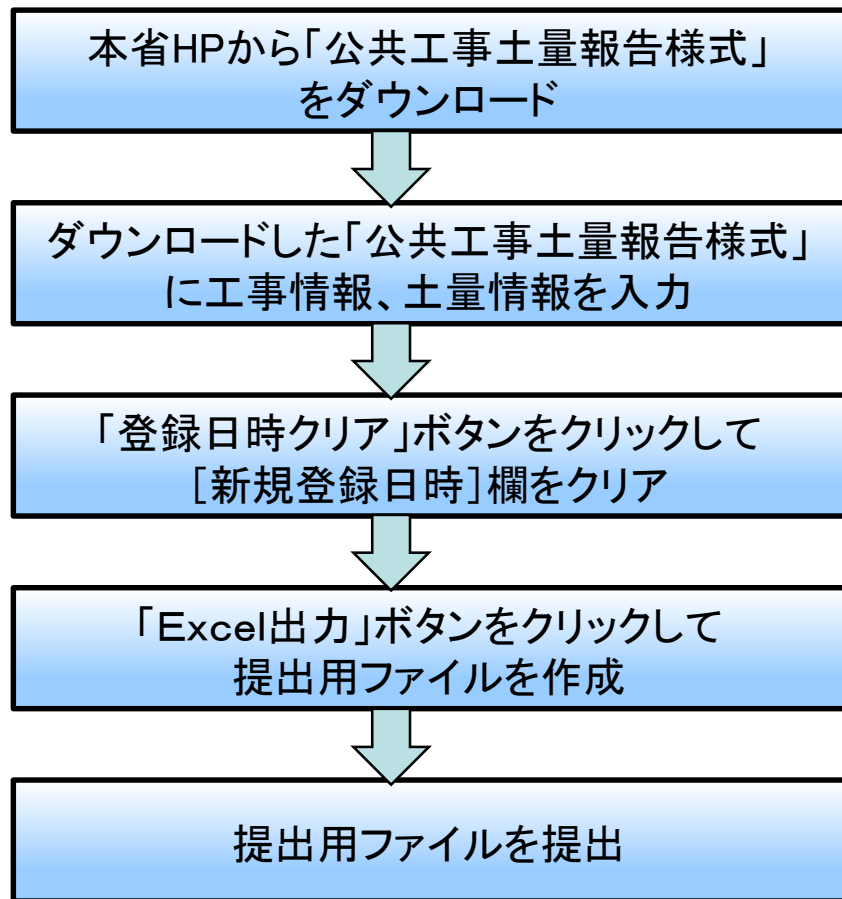 本省HPから「公共工事土量報告様式」
をダウンロード
ダウンロードした「公共工事土量報告様式」
に工事情報、土量情報を入力
「登録日時クリア」ボタンをクリックして
［新規登録日時］欄をクリア
「Excel出力」ボタンをクリックして
提出用ファイルを作成
提出用ファイルを提出